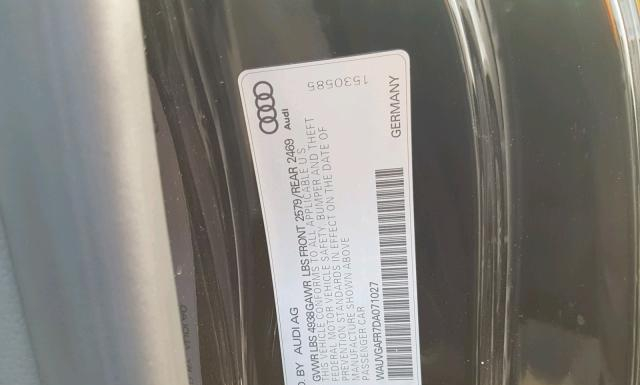 1530585
Audi
D. BY AUDI AG
GVWR LBS 4938 GAWR LBS FRONT 2579/REAR 2469
THIS VEHICLE CONFORMS TO ALL APPLICABLE U.S.
FEDERAL MOTOR VEHICLE SAFETY, BUMPER AND THEFT
PREVENTION STANDARDS IN EFFECT ON THE DATE OF
MANUFACTURE SHOWN ABOVE
PASSENGER CAR
WAUVGAFR7DA071027
GERMANY